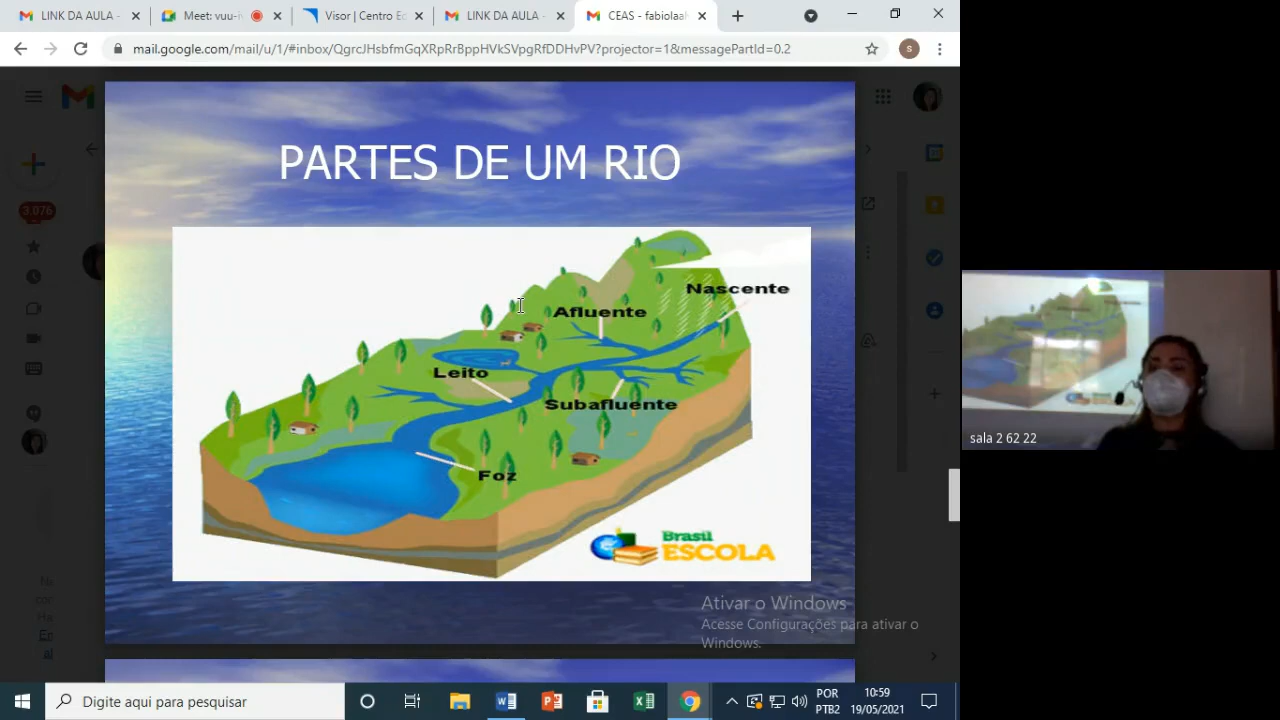 LINK DA AULA -
Meet: vuu-i
Visor | Centro Ed
LINK DA AULA -
CEAS - fabiolaal
mail.google.com/mail/u/1/#inbox/QgrcJHsbfmGqXRpRrBppHVkSVpgRfDDHvPV?projector=1&messagePartId=0.2
S
3,076
PARTES DE UM RIO
Nascente
Afluente
Leito
Subafluente
Foz
Brasil
ESCOLA
sala 2 62 22
Ativar o Windows
Acesse Configurações para ativar o
Windows.
Digite aqui para pesquisar
POR
PTB2
10:59
19/05/2021